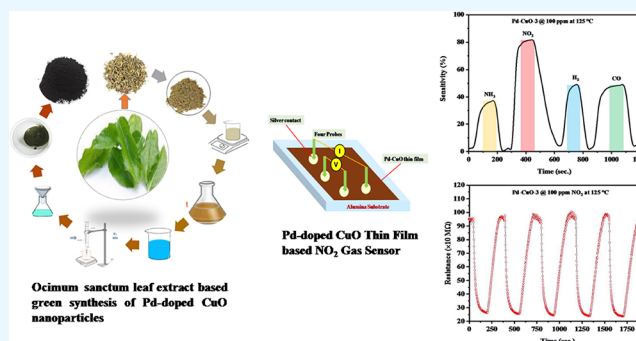 Ocimum sanctum leaf extract based
green synthesis of Pd-doped CuO
nanoparticles
Silver contact
Four Probes
I
V
Pd-CuO thin film
Alumina Substrate
Pd-doped CuO Thin Film
based NO₂ Gas Sensor
Pd-CuO-3 @ 100 ppm at 125 °C
Sensitivity (%)
100
80
60
40
20
0
NH₃
NO₂
H₂
CO
0 200 400 600 800 1000
Time (sec.)
Pd-CuO-3 @ 100 ppm NO₂ at 125°C
Resistance (×10 MΩ)
100
90
80
70
60
50
40
30
20
0 250 500 750 1000 1250 1500 1750
Time (sec.)